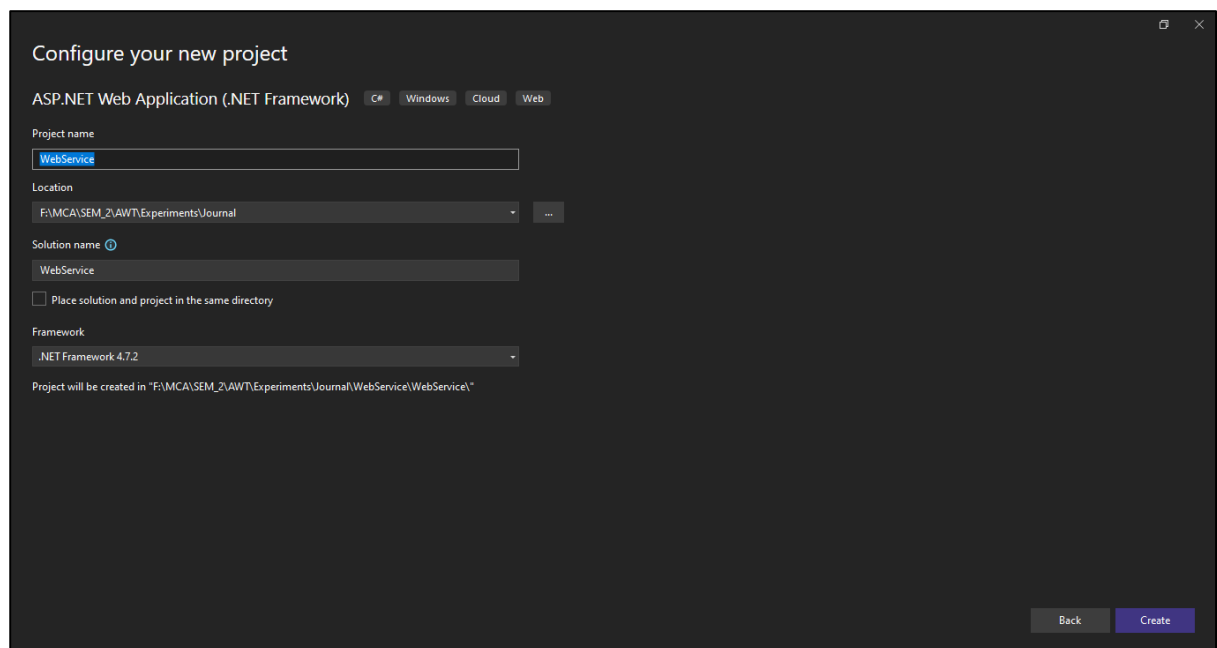 Configure your new project
ASP.NET Web Application (.NET Framework) C# Windows Cloud Web
Project name
WebService
Location
F:\MCA\SEM_2\AWT\Experiments\Journal
...
Solution name
WebService
Place solution and project in the same directory
Framework
.NET Framework 4.7.2
Project will be created in "F:\MCA\SEM_2\AWT\Experiments\Journal\WebService\WebService\"
Back Create